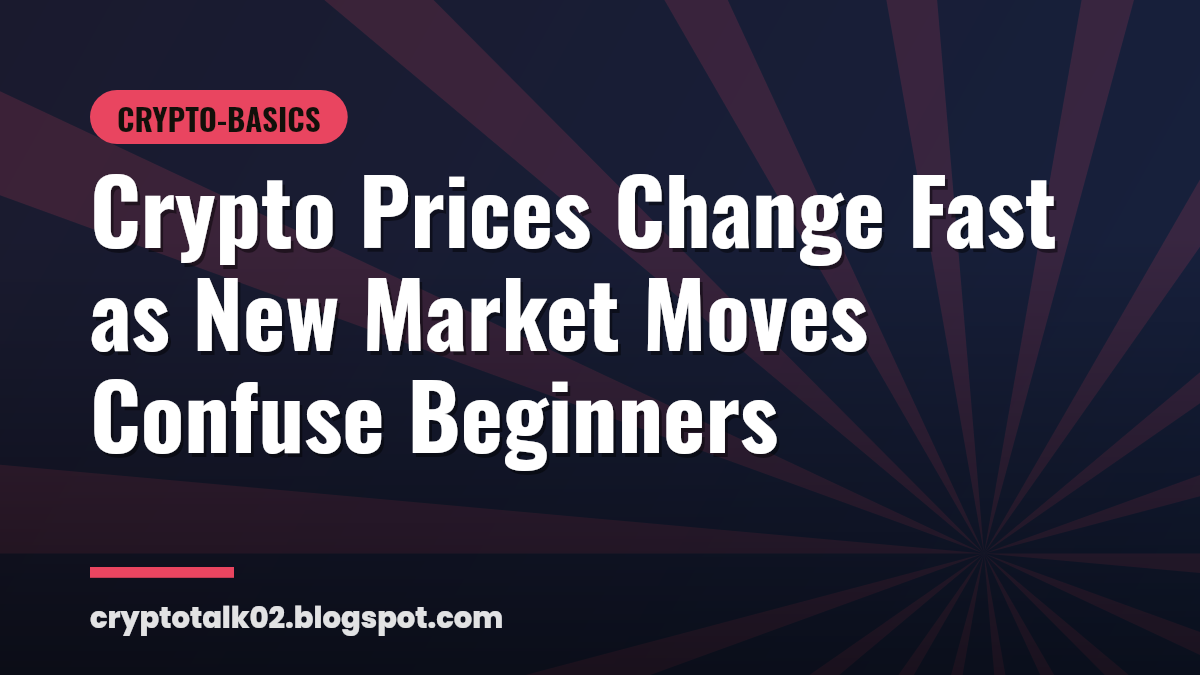 CRYPTO-BASICS
Crypto Prices Change Fast
as New Market Moves
Confuse Beginners
cryptotalk02.blogspot.com